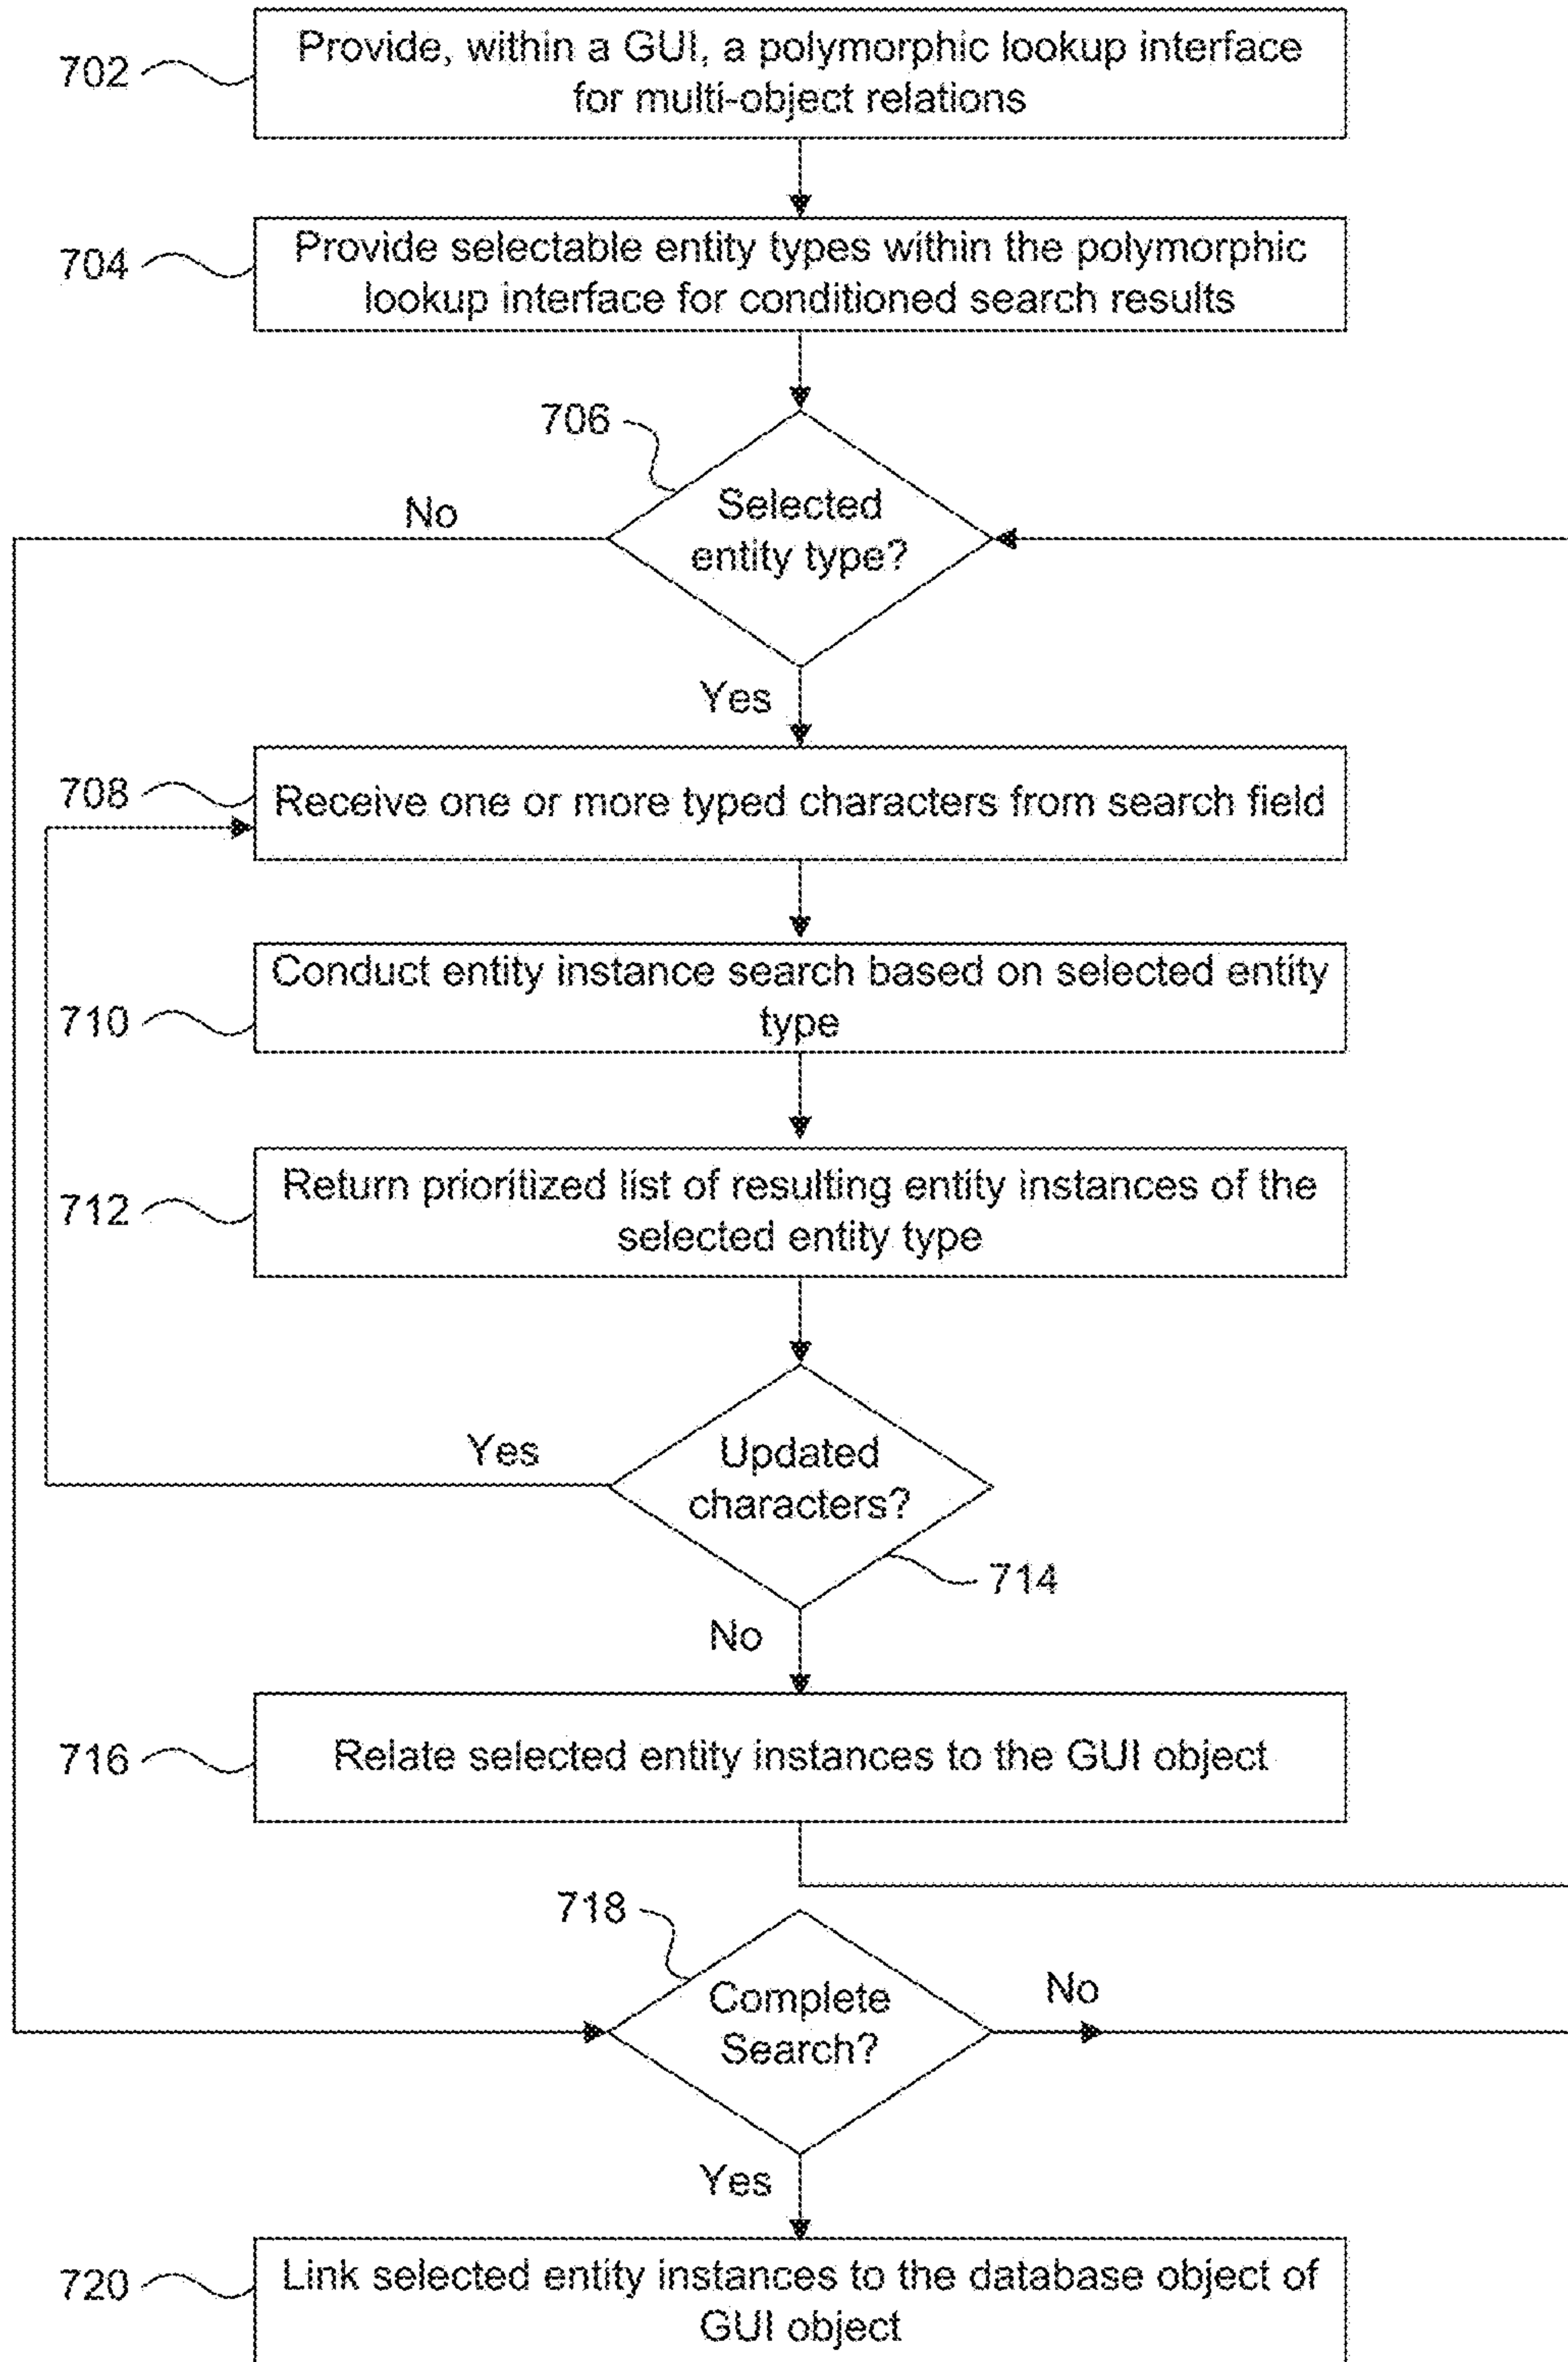 702
Provide, within a GUI, a polymorphic lookup interface
for multi-object relations
704
Provide selectable entity types within the polymorphic
lookup interface for conditioned search results
706
No
Selected
entity type?
Yes
708
Receive one or more typed characters from search field
Conduct entity instance search based on selected entity
type
710
Return prioritized list of resulting entity instances of the
selected entity type
712
Yes
Updated
characters?
714
No
716
Relate selected entity instances to the GUI object
718
Complete
Search?
No
Yes
720
Link selected entity instances to the database object of
GUI object